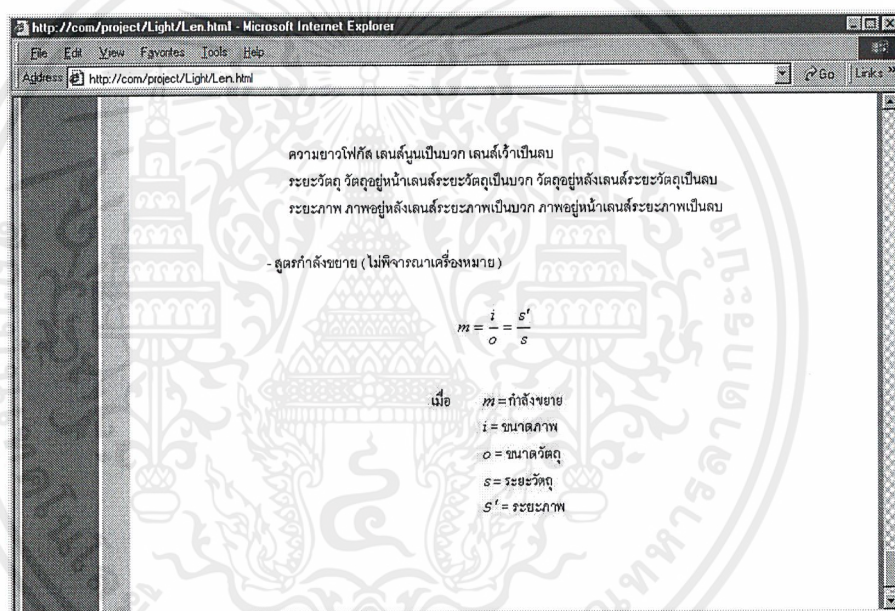 http://com/project/Light/Len.html - Microsoft Internet Explorer
File Edit View Favorites Tools Help
Address http://com/project/Light/Len.html Go Links »
ความยาวโฟกัส เลนส์นูนเป็นบวก เลนส์เว้าเป็นลบ
ระยะวัตถุ วัตถุอยู่หน้าเลนส์ระยะวัตถุเป็นบวก วัตถุอยู่หลังเลนส์ระยะวัตถุเป็นลบ
ระยะภาพ ภาพอยู่หลังเลนส์ระยะภาพเป็นบวก ภาพอยู่หน้าเลนส์ระยะภาพเป็นลบ
- สูตรกำลังขยาย (ไม่พิจารณาเครื่องหมาย)
m = i/o = s'/s
เมื่อ m = กำลังขยาย
i = ขนาดภาพ
o = ขนาดวัตถุ
s = ระยะวัตถุ
S' = ระยะภาพ